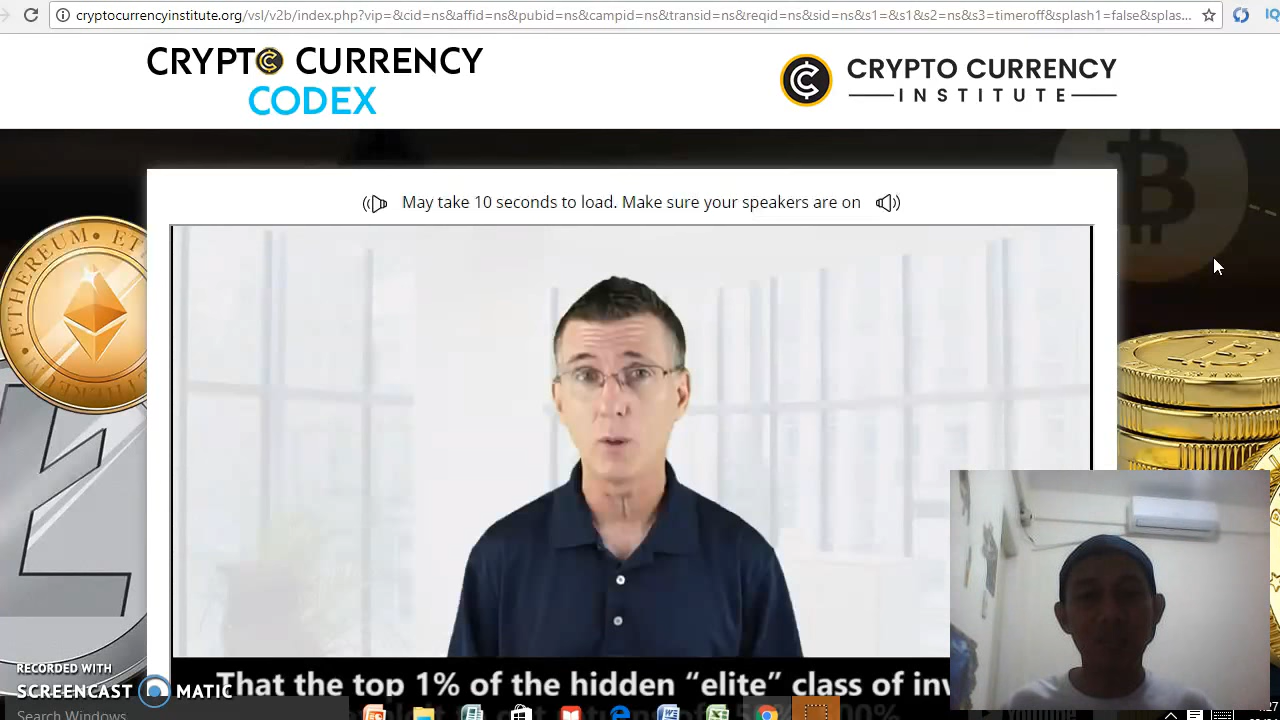 cryptocurrencyinstitute.org/vsl/v2b/index.php?vip=&cid=ns&affid=ns&pubid=ns&campid=ns&transid=ns&reqid=ns&sid=ns&s1=&s1&s2=ns&s3=timeroff&splash1=false&splas...
CRYPTO CURRENCY
CODEX
CRYPTO CURRENCY
INSTITUTE
May take 10 seconds to load. Make sure your speakers are on
ETHEREUM
RECORDED WITH
SCREENCAST MATIC
That the top 1% of the hidden “elite” class of inv
Search Windows